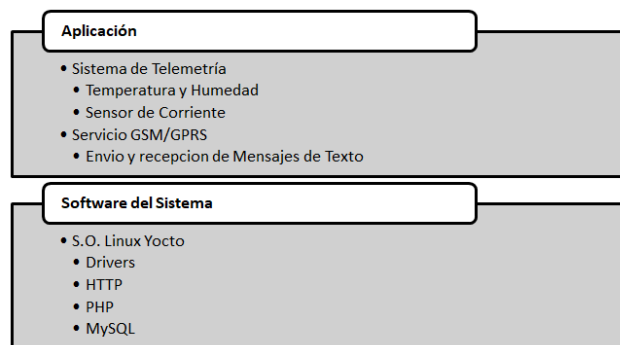 Aplicación
• Sistema de Telemetría
• Temperatura y Humedad
• Sensor de Corriente
• Servicio GSM/GPRS
• Envio y recepcion de Mensajes de Texto
Software del Sistema
• S.O. Linux Yocto
• Drivers
• HTTP
• PHP
• MySQL